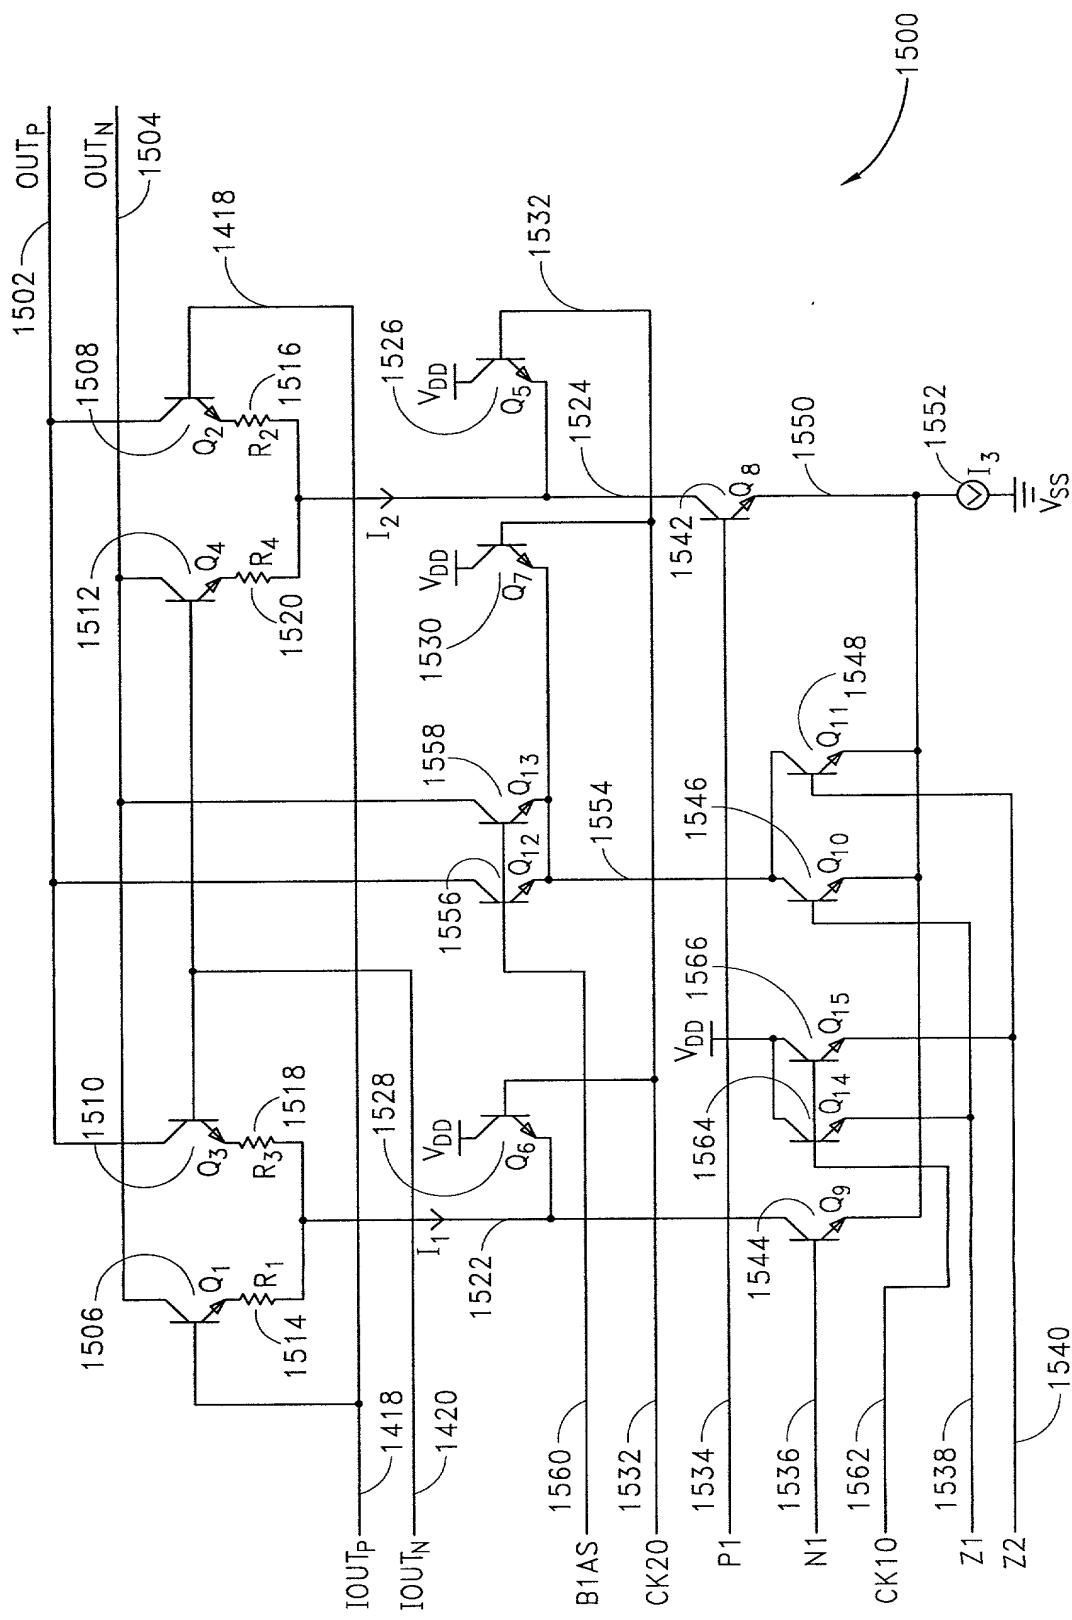 1500
1502
OUTP
OUTN
1504
1508
1418
1512
Q2
R2
1516
Q4
R4
1520
1510
Q3
R3
1518
1506
Q1
R1
1514
I2
1532
1526
VDD
Q5
1524
VDD
Q7
1530
1558
Q13
1556
Q12
1554
1528
VDD
Q6
I1
1522
IOUTP
1418
IOUTN
1420
B1AS
1560
CK20
1532
P1
1534
1542
Q8
1550
1552
I3
VSS
1548
Q11
1546
Q10
1566
VDD
Q15
1564
Q14
1544
Q9
N1
1536
CK10
1562
Z1
1538
Z2
1540